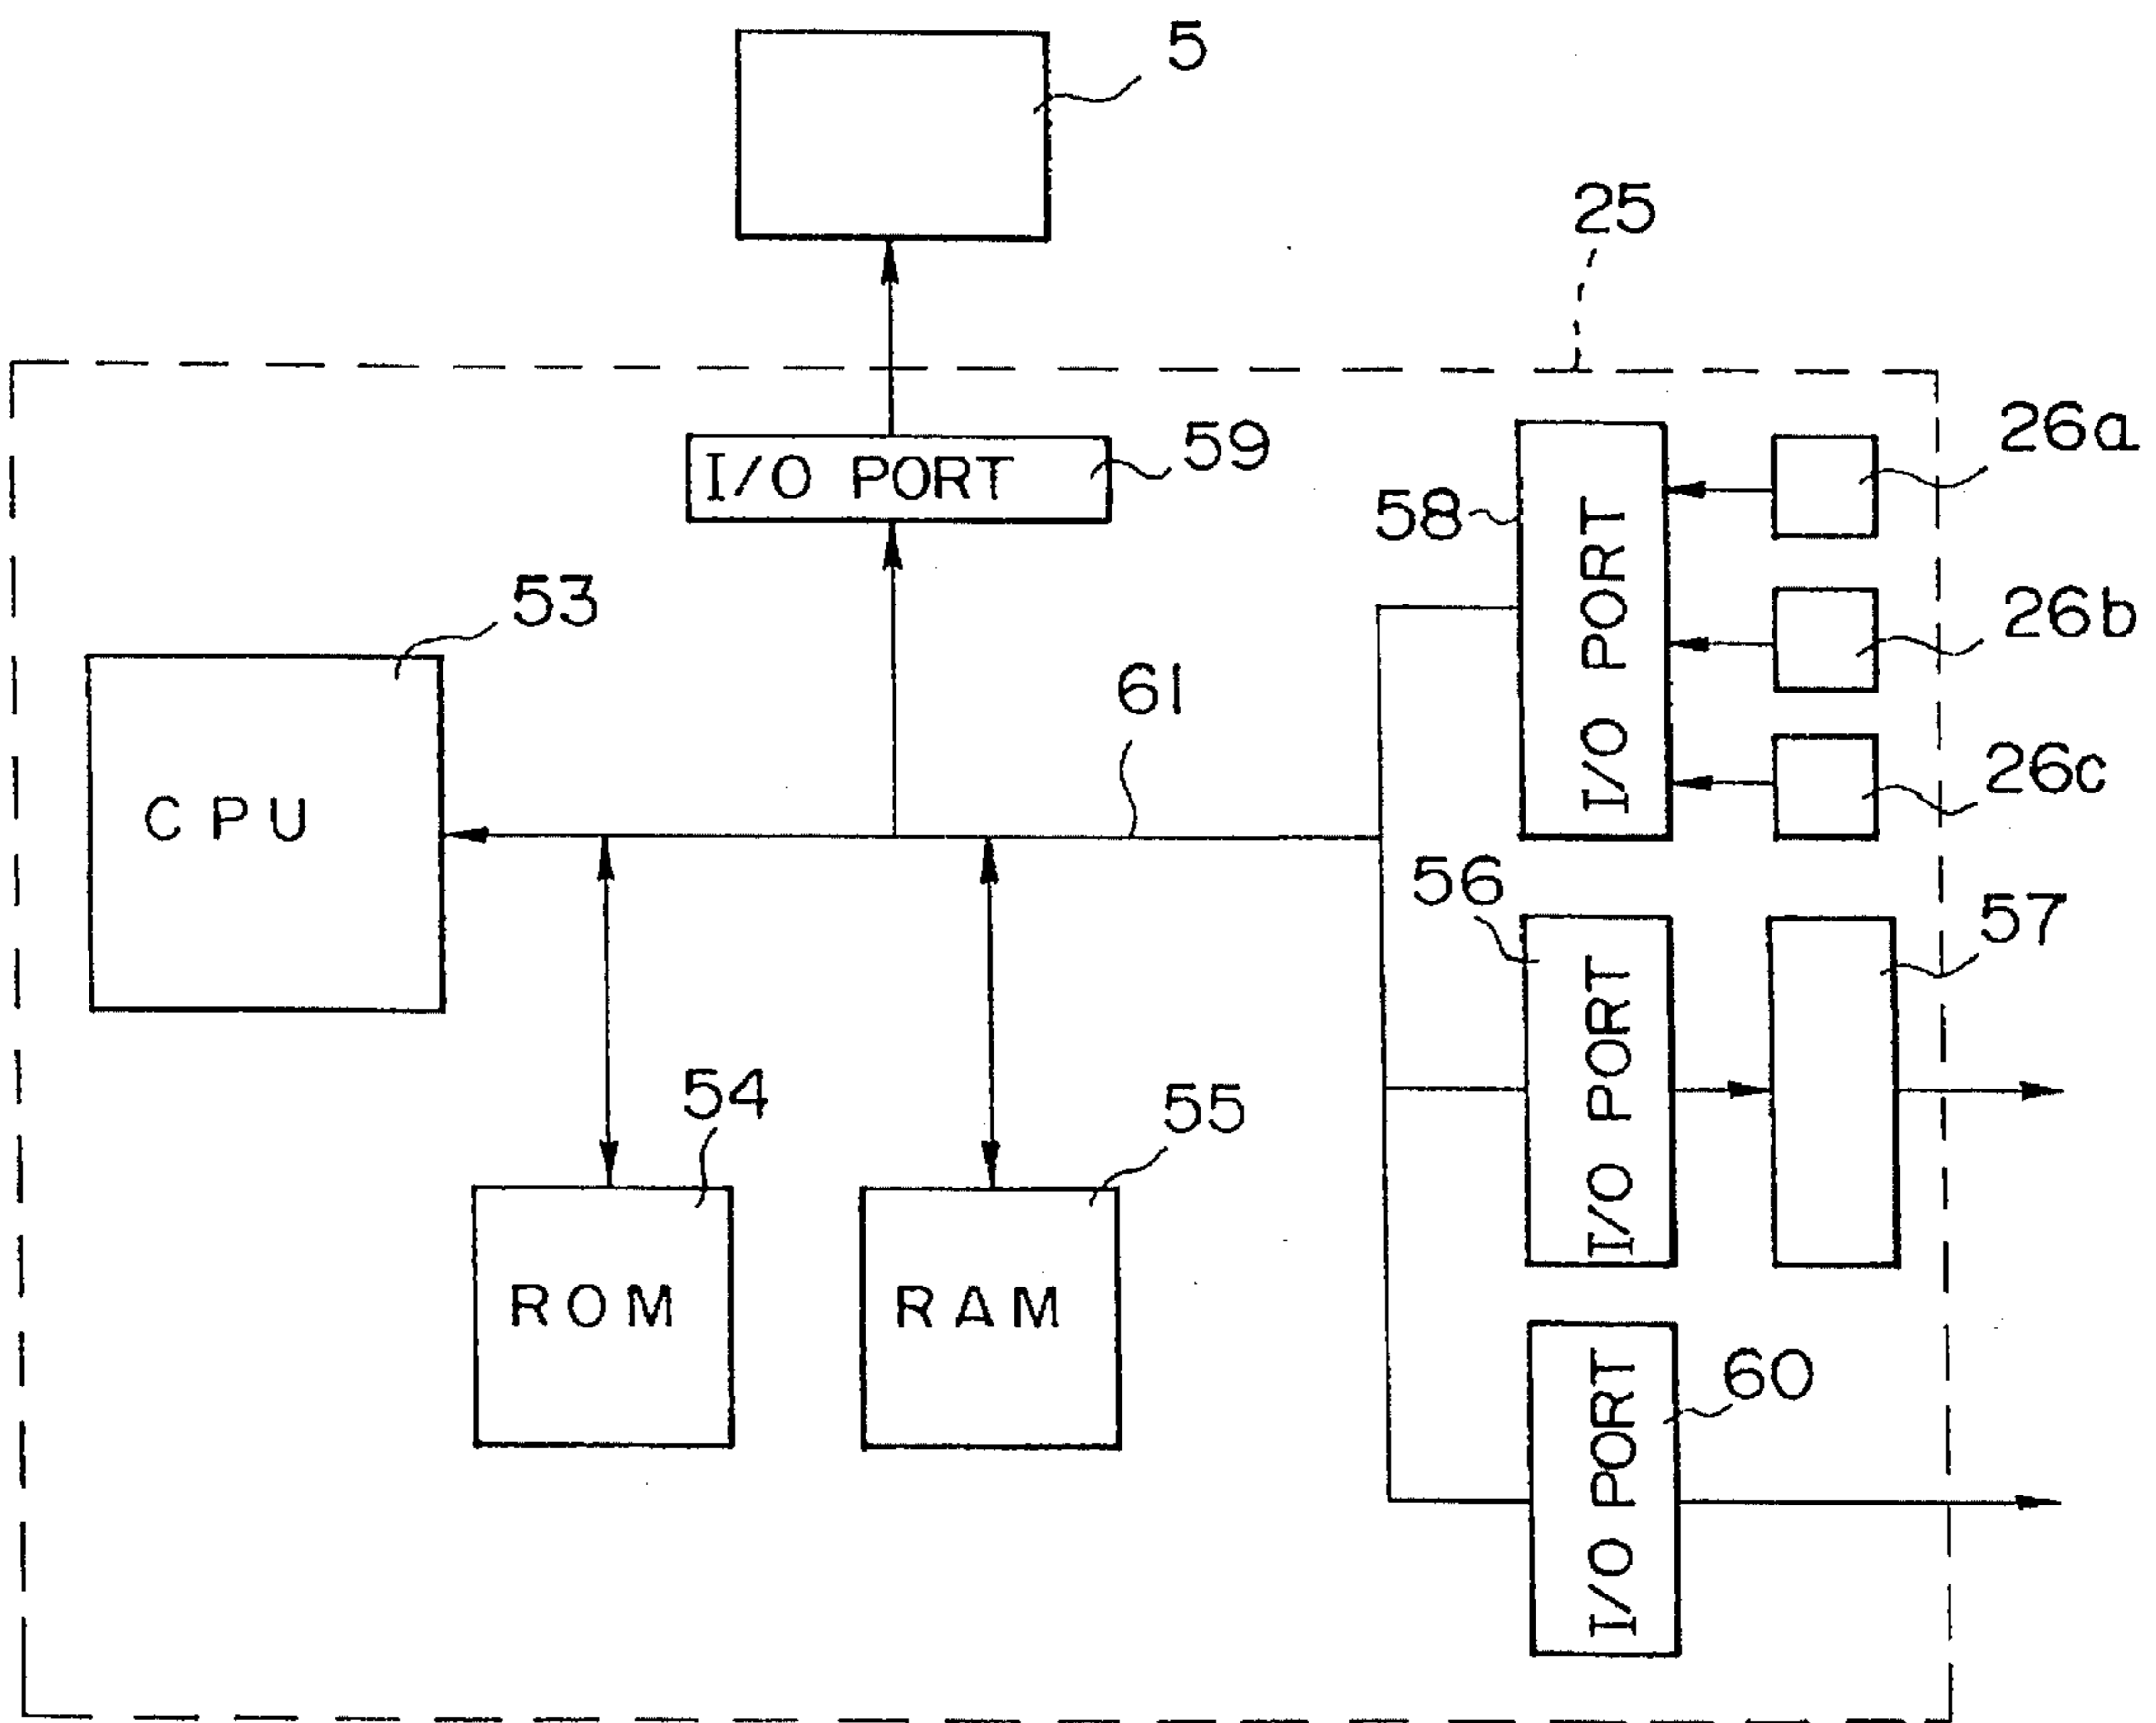 5
25
I/O PORT
59
26a
58
I/O PORT
26b
53
61
26c
CPU
56
I/O PORT
57
54
55
ROM
RAM
I/O PORT
60